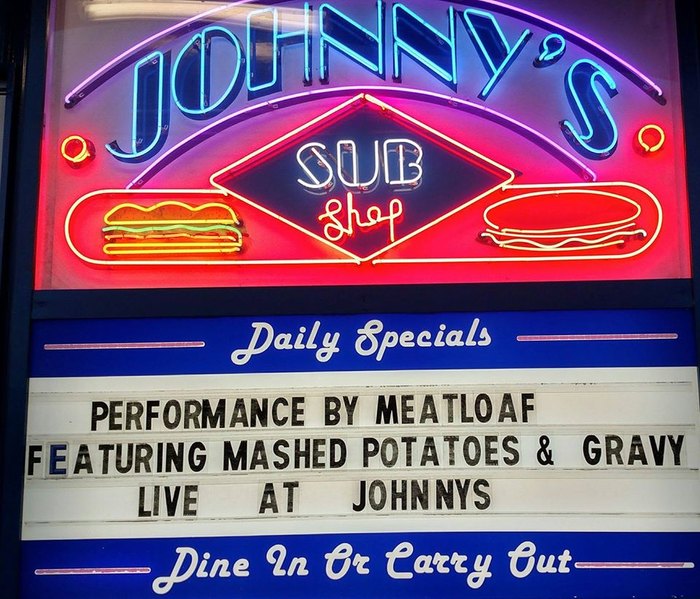 JOHNNY'S
SUB
Shop
Daily Specials
PERFORMANCE BY MEATLOAF
FEATURING MASHED POTATOES & GRAVY
LIVE AT JOHNNYS
Dine In Or Carry Out